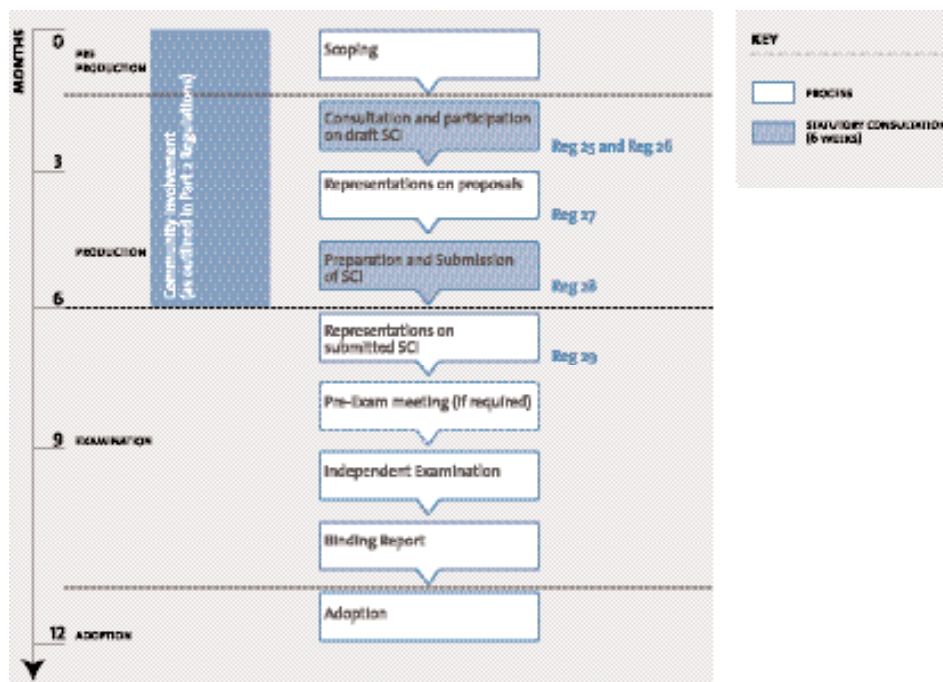 MONTHS
0
PRE
PRODUCTION
Scoping
Community Involvement
(as outlined in Part 2 Regulations)
Consultation and participation
on draft SCI
Reg 25 and Reg 26
3
Representations on proposals
Reg 27
PRODUCTION
Preparation and Submission
of SCI
Reg 28
6
Representations on
submitted SCI
Reg 29
Pre-Exam meeting (if required)
9
EXAMINATION
Independent Examination
Binding Report
Adoption
12
ADOPTION
KEY
PROCESS
STATUTORY CONSULTATION
(6 WEEKS)